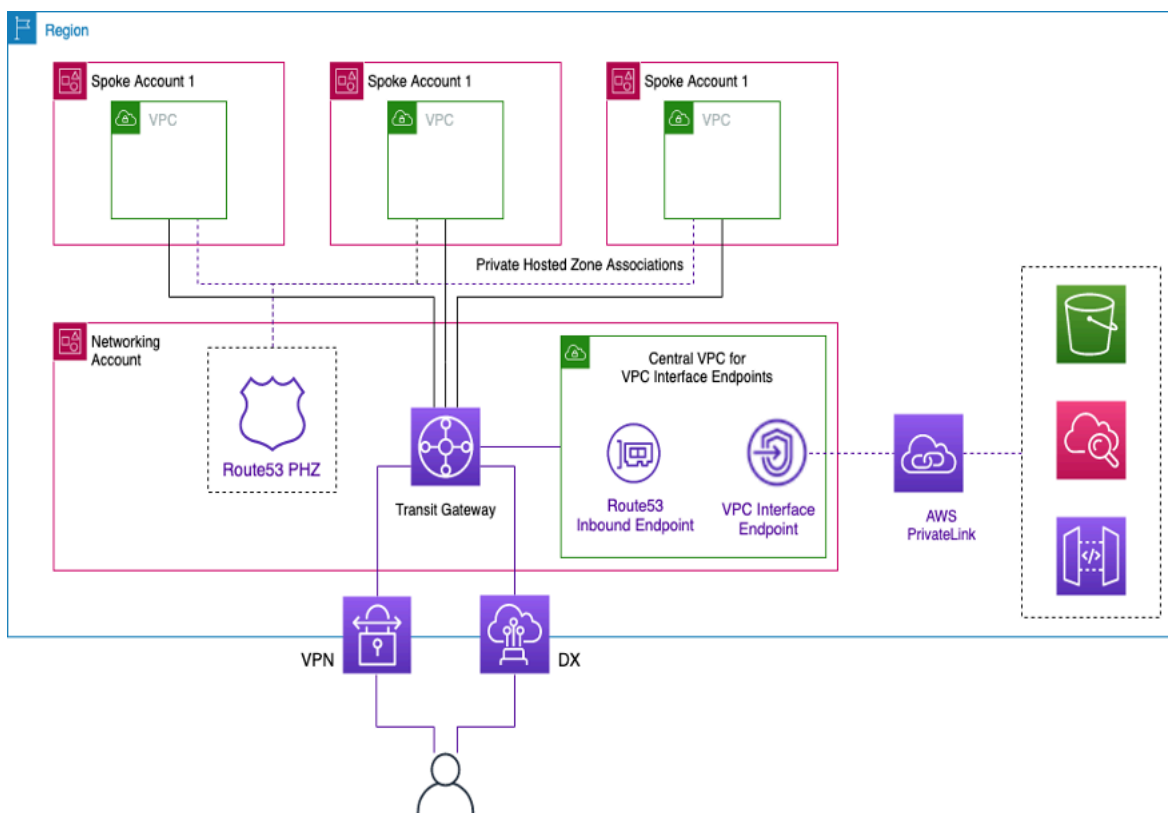 Region
Spoke Account 1
VPC
Spoke Account 1
VPC
Spoke Account 1
VPC
Private Hosted Zone Associations
Networking
Account
Route53 PHZ
Transit Gateway
Central VPC for
VPC Interface Endpoints
Route53
Inbound Endpoint
VPC Interface
Endpoint
AWS
PrivateLink
</>
VPN
DX